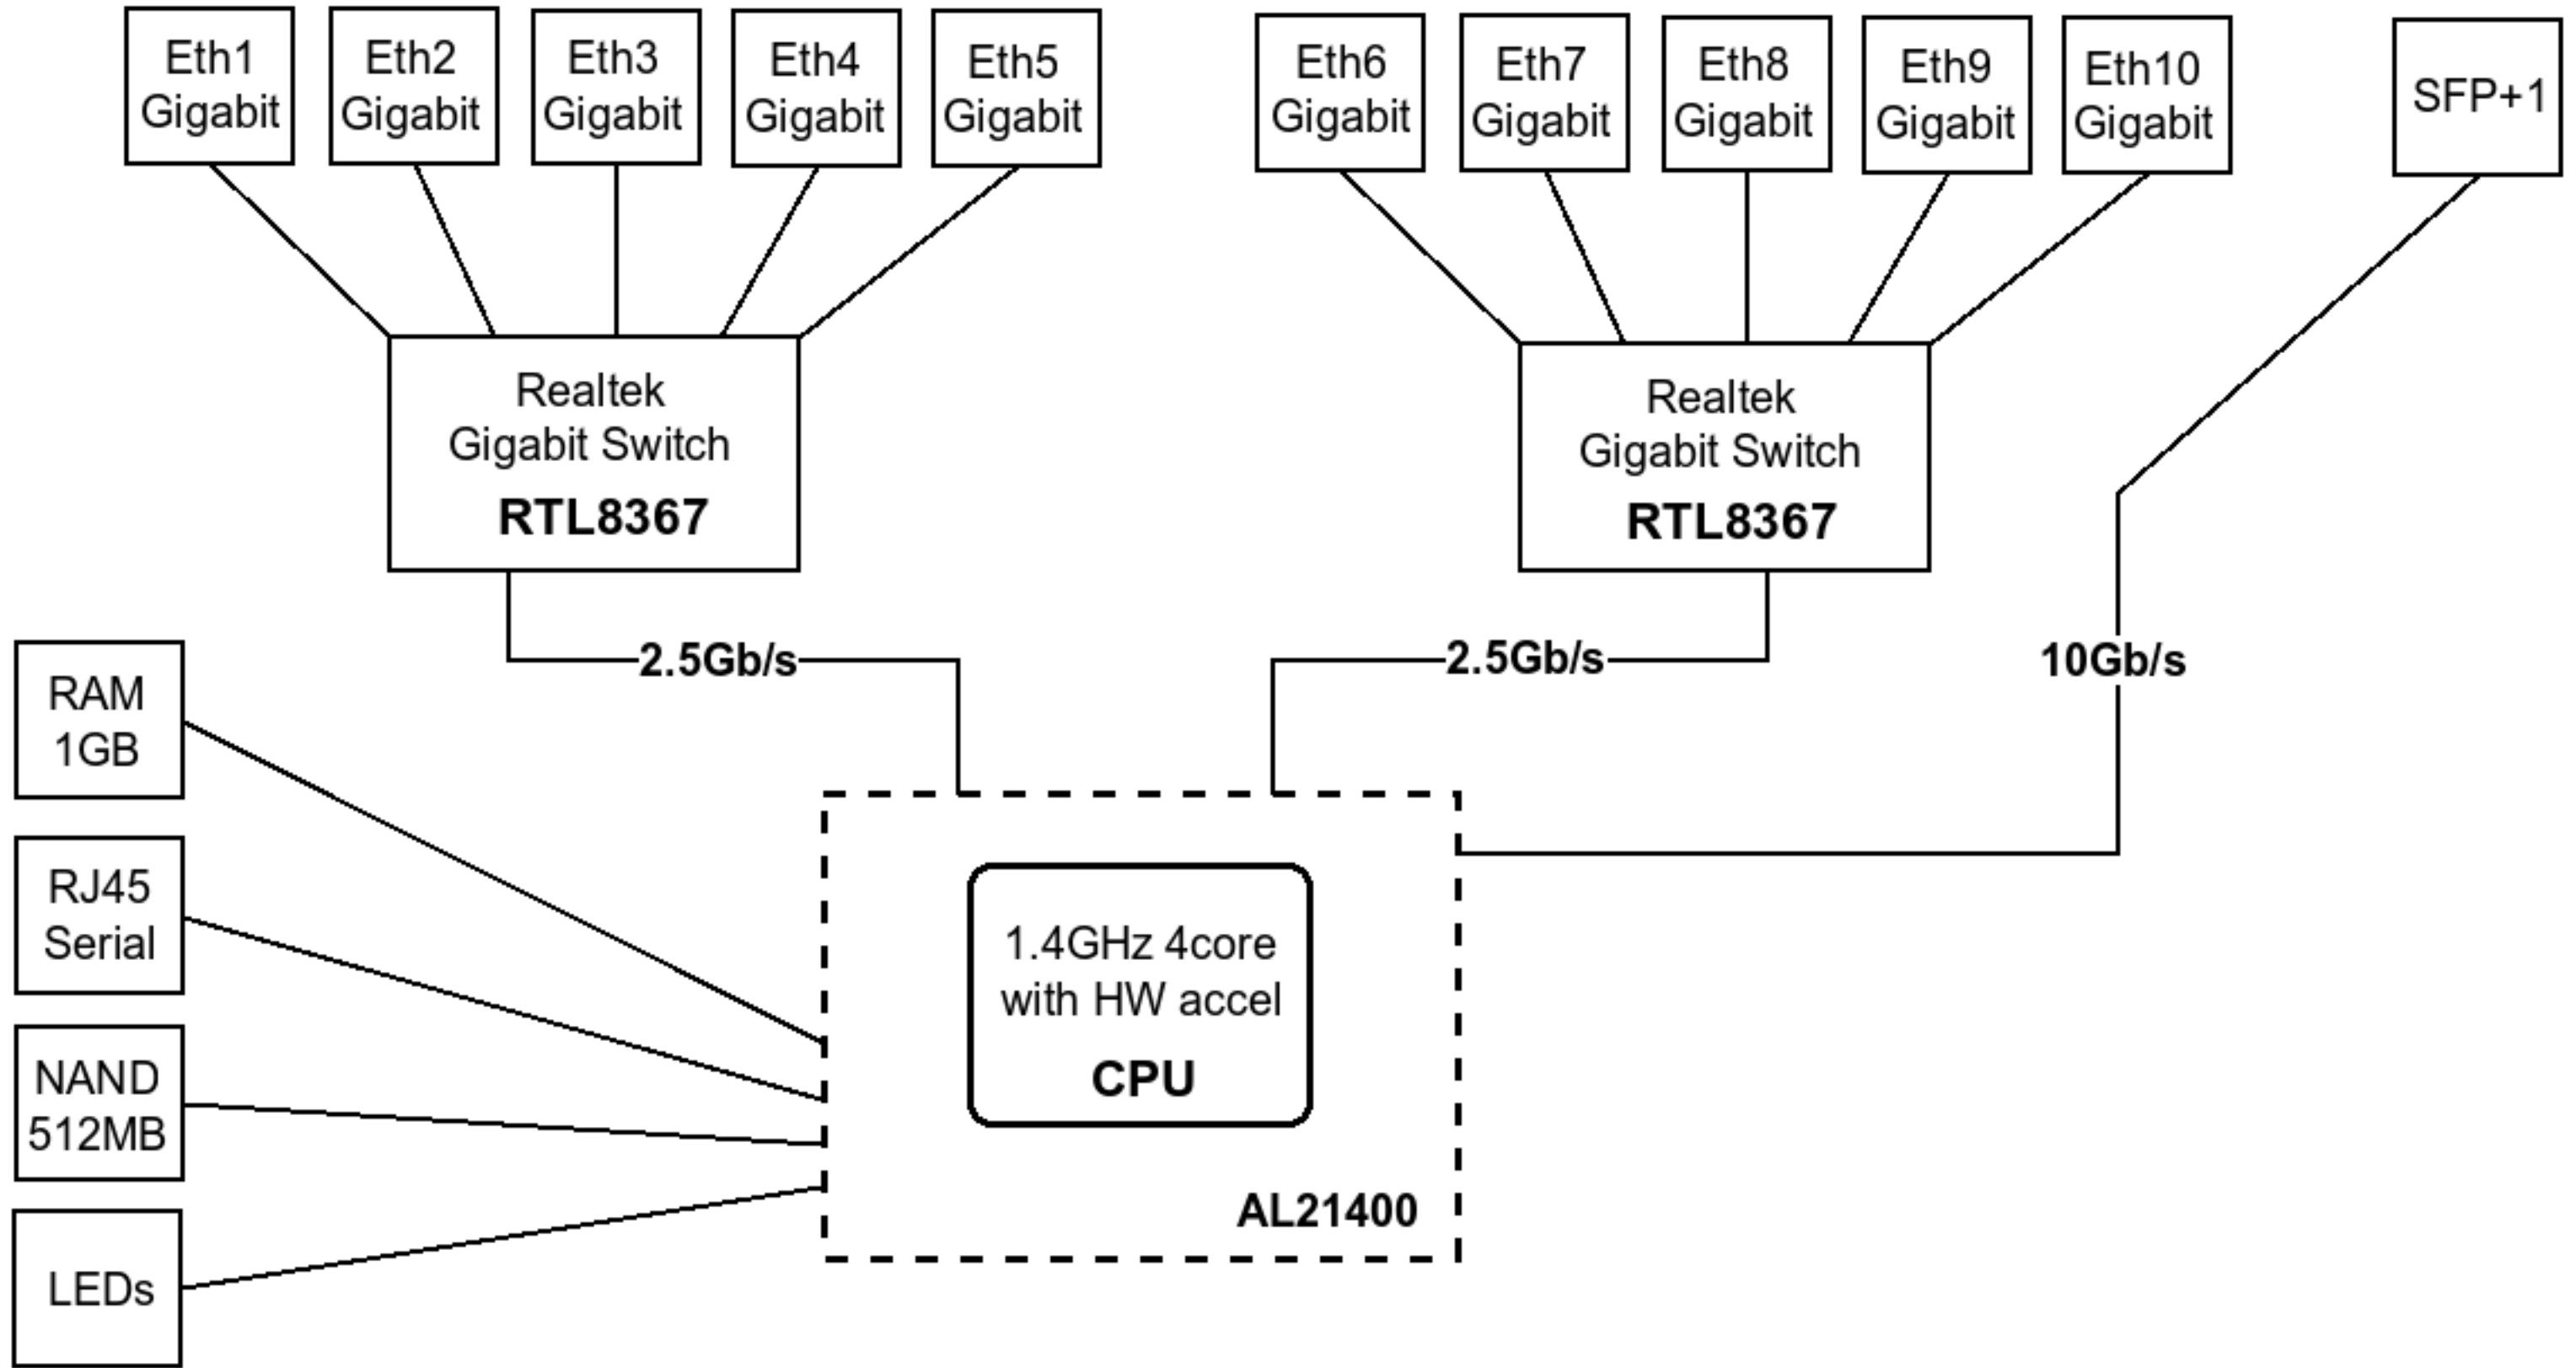 Eth1
Gigabit
Eth2
Gigabit
Eth3
Gigabit
Eth4
Gigabit
Eth5
Gigabit
Eth6
Gigabit
Eth7
Gigabit
Eth8
Gigabit
Eth9
Gigabit
Eth10
Gigabit
SFP+1
Realtek
Gigabit Switch
RTL8367
Realtek
Gigabit Switch
RTL8367
2.5Gb/s
2.5Gb/s
10Gb/s
RAM
1GB
RJ45
Serial
NAND
512MB
LEDs
1.4GHz 4core
with HW accel
CPU
AL21400